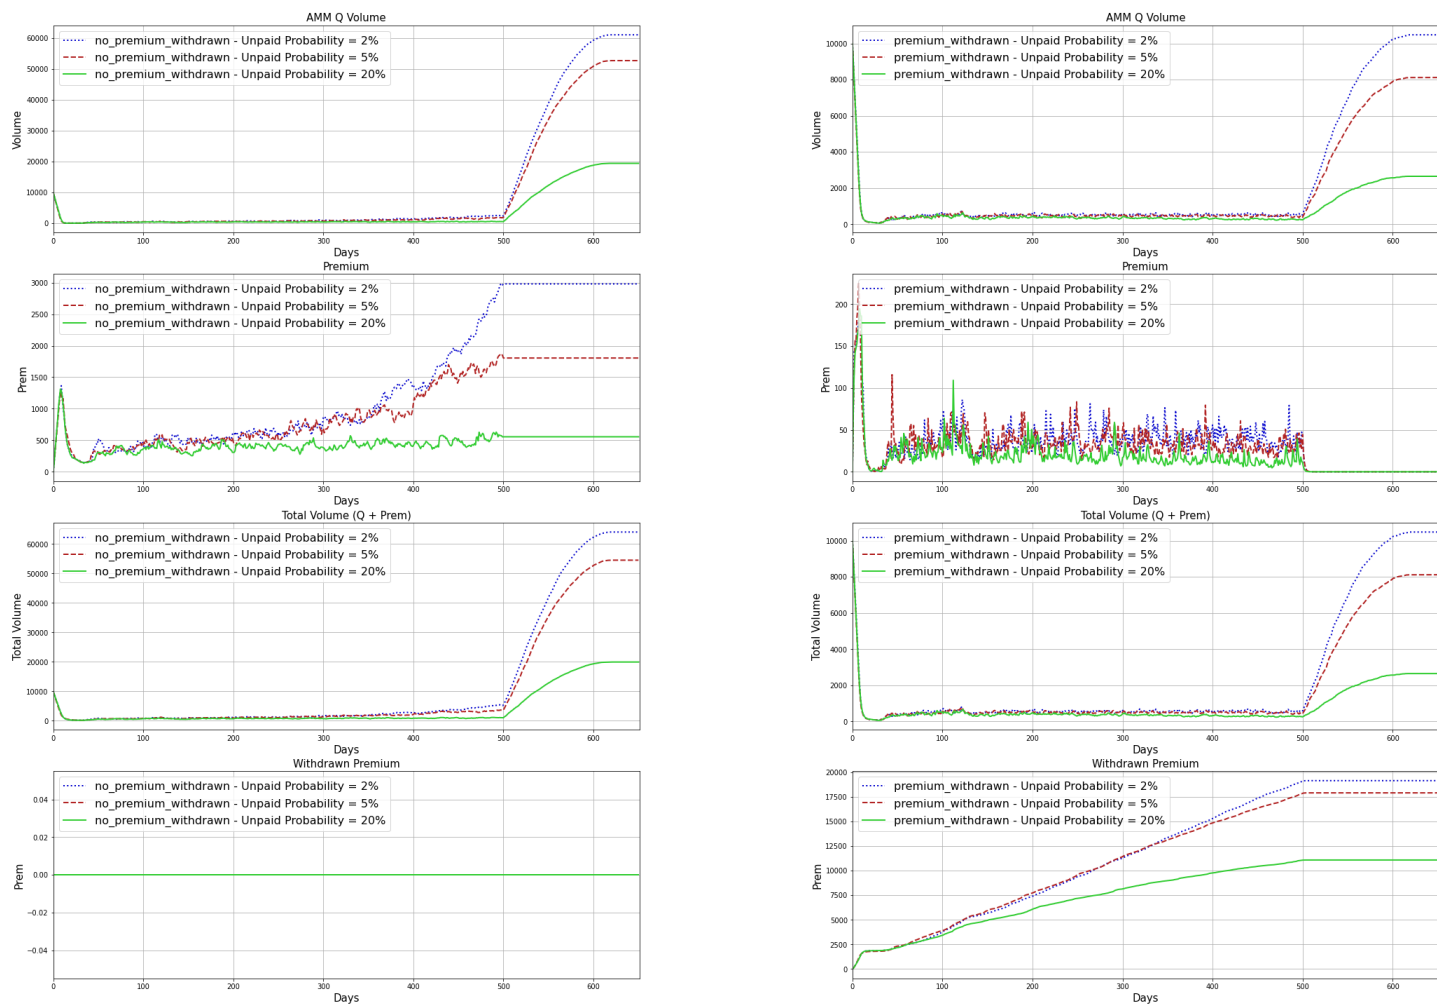 AMM Q Volume
no_premium_withdrawn - Unpaid Probability = 2%
no_premium_withdrawn - Unpaid Probability = 5%
no_premium_withdrawn - Unpaid Probability = 20%
Volume
60000
50000
40000
30000
20000
10000
0
0 100 200 300 400 500 600
Days
AMM Q Volume
premium_withdrawn - Unpaid Probability = 2%
premium_withdrawn - Unpaid Probability = 5%
premium_withdrawn - Unpaid Probability = 20%
Volume
10000
8000
6000
4000
2000
0
0 100 200 300 400 500 600
Days
Premium
no_premium_withdrawn - Unpaid Probability = 2%
no_premium_withdrawn - Unpaid Probability = 5%
no_premium_withdrawn - Unpaid Probability = 20%
Prem
3000
2500
2000
1500
1000
500
0
0 100 200 300 400 500 600
Days
Premium
premium_withdrawn - Unpaid Probability = 2%
premium_withdrawn - Unpaid Probability = 5%
premium_withdrawn - Unpaid Probability = 20%
Prem
200
150
100
50
0
0 100 200 300 400 500 600
Days
Total Volume (Q + Prem)
no_premium_withdrawn - Unpaid Probability = 2%
no_premium_withdrawn - Unpaid Probability = 5%
no_premium_withdrawn - Unpaid Probability = 20%
Total Volume
60000
50000
40000
30000
20000
10000
0
0 100 200 300 400 500 600
Days
Total Volume (Q + Prem)
premium_withdrawn - Unpaid Probability = 2%
premium_withdrawn - Unpaid Probability = 5%
premium_withdrawn - Unpaid Probability = 20%
Total Volume
10000
8000
6000
4000
2000
0
0 100 200 300 400 500 600
Days
Withdrawn Premium
no_premium_withdrawn - Unpaid Probability = 2%
no_premium_withdrawn - Unpaid Probability = 5%
no_premium_withdrawn - Unpaid Probability = 20%
Prem
0.04
0.02
0.00
−0.02
−0.04
0 100 200 300 400 500 600
Days
Withdrawn Premium
premium_withdrawn - Unpaid Probability = 2%
premium_withdrawn - Unpaid Probability = 5%
premium_withdrawn - Unpaid Probability = 20%
Prem
20000
17500
15000
12500
10000
7500
5000
2500
0
0 100 200 300 400 500 600
Days